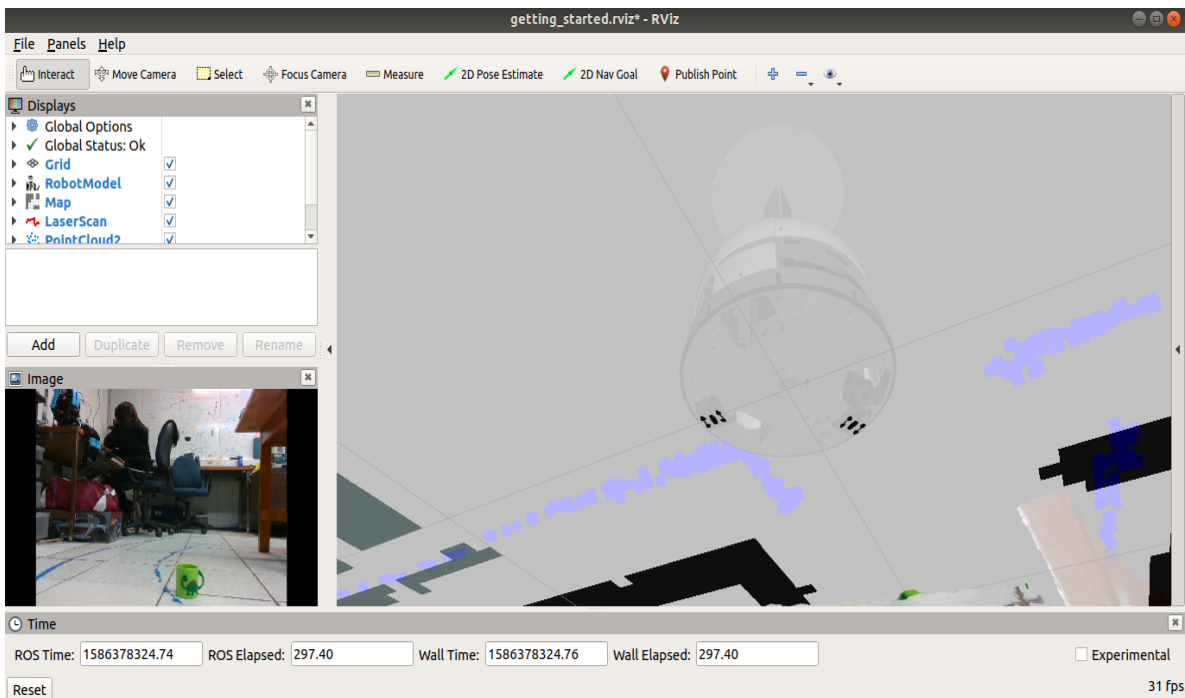 getting_started.rviz* - RViz
File Panels Help
Interact Move Camera Select Focus Camera Measure 2D Pose Estimate 2D Nav Goal Publish Point
Displays
Global Options
Global Status: Ok
Grid
RobotModel
Map
LaserScan
PointCloud2
Add Duplicate Remove Rename
Image
Time
ROS Time: 1586378324.74 ROS Elapsed: 297.40 Wall Time: 1586378324.76 Wall Elapsed: 297.40 Experimental
Reset 31 fps